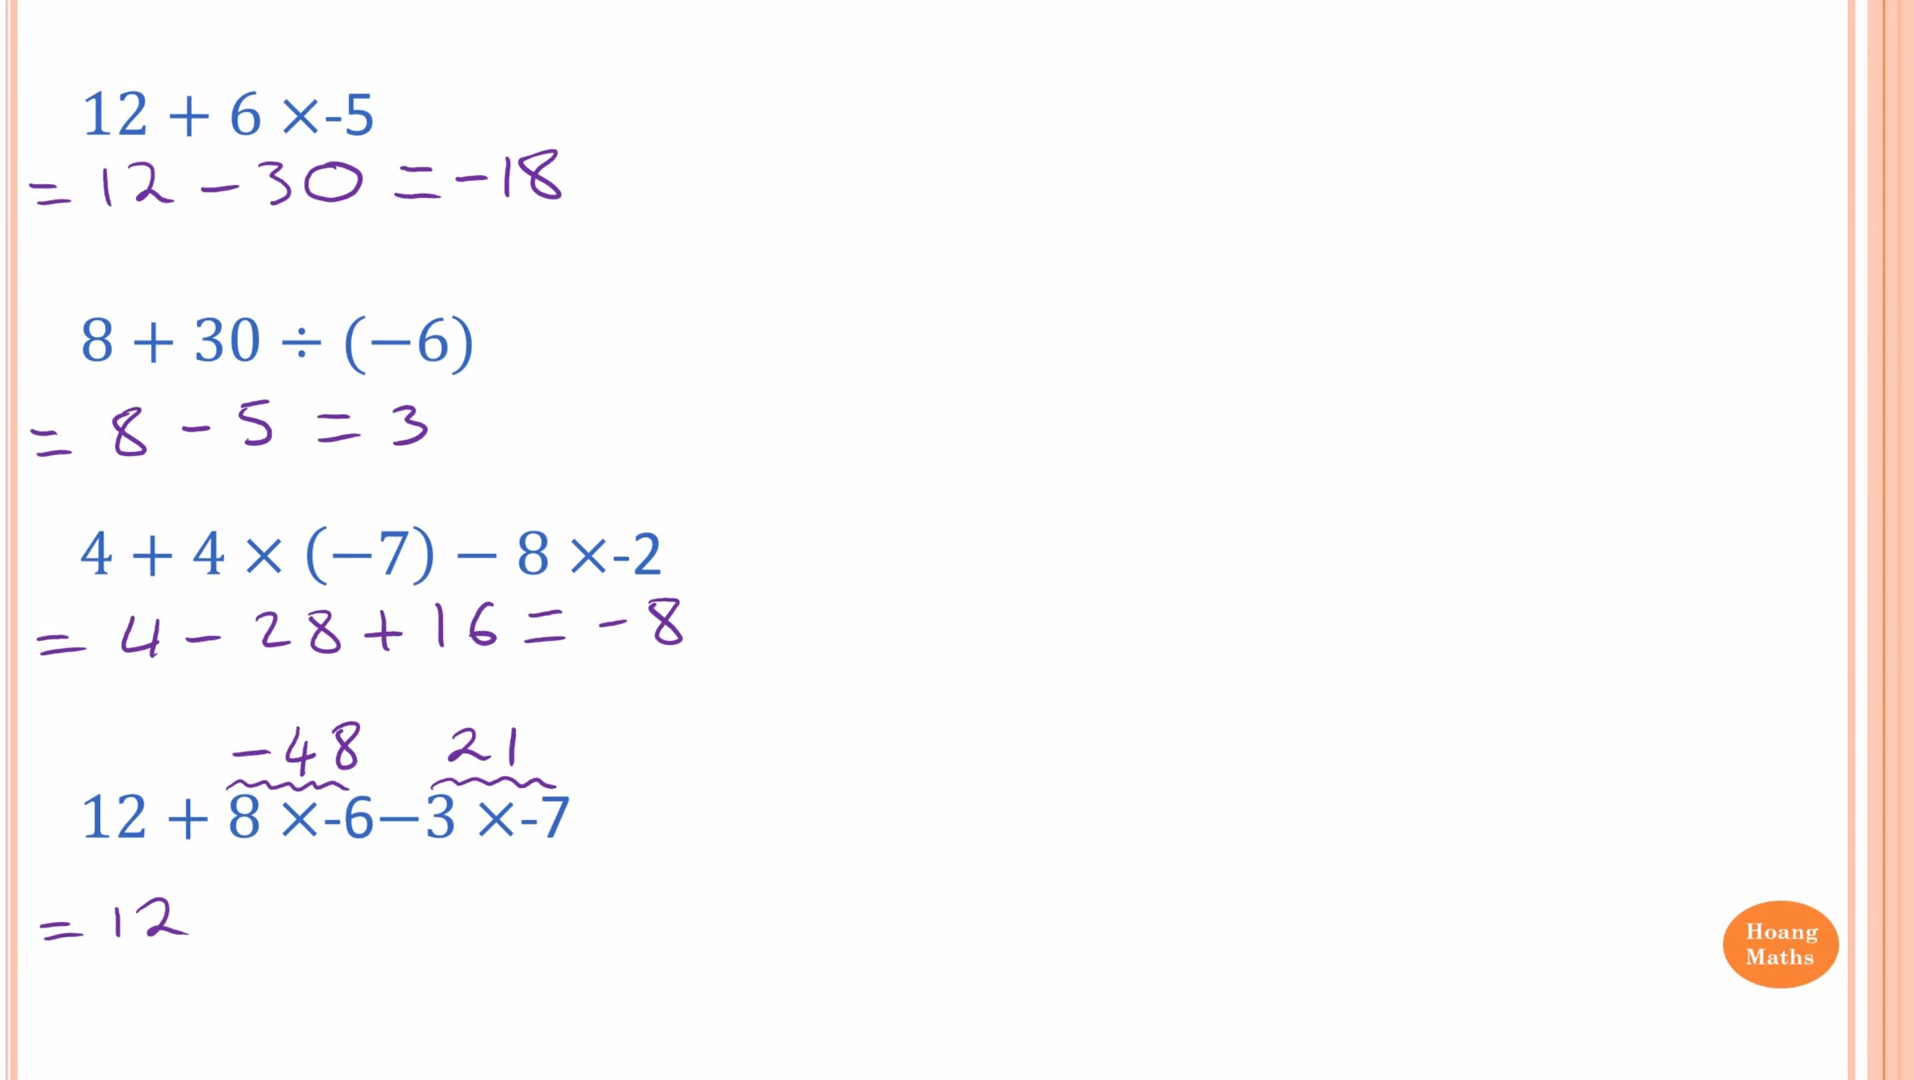 12 + 6 ×-5
= 12 - 30 = -18
8 + 30 ÷ (−6)
= 8 - 5 = 3
4 + 4 × (−7) − 8 ×-2
= 4 - 28 + 16 = -8
-48 21
12 + 8 ×-6−3 ×-7
= 12
Hoang
Maths